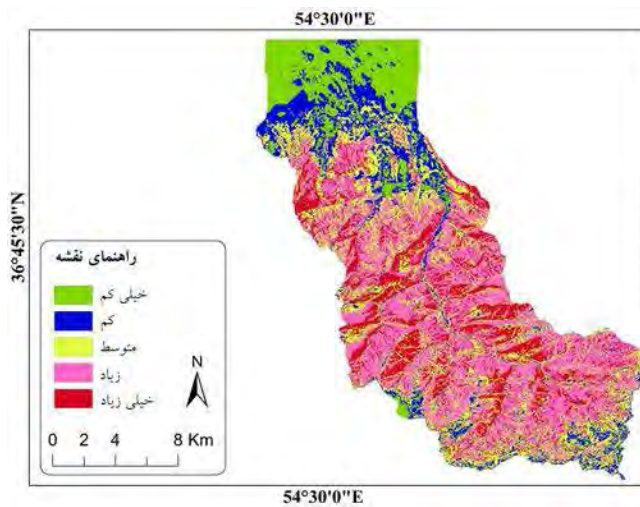 54°30'0"E
36°45'30"N
راهنمای نقشه
خیلی کم
کم
متوسط
زیاد
خیلی زیاد
N
0 2 4 8 Km
54°30'0"E